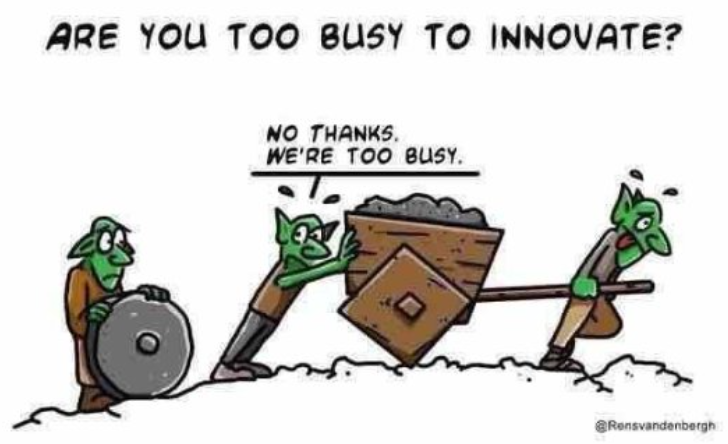 ARE YOU TOO BUSY TO INNOVATE?
NO THANKS.
WE'RE TOO BUSY.
@Rensvandenbergh